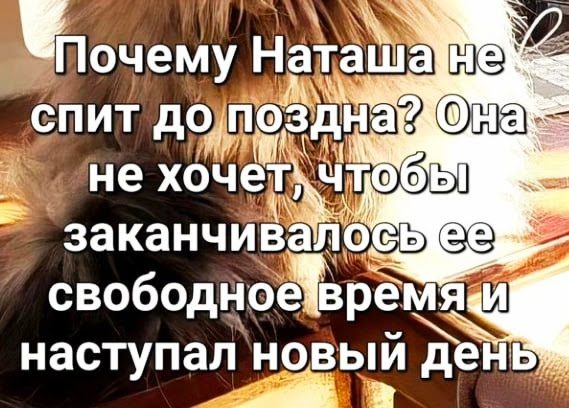 Почему Наташа не
спит до поздна? Она
не хочет, чтобы
заканчивалось ее
свободное время и
наступал новый день